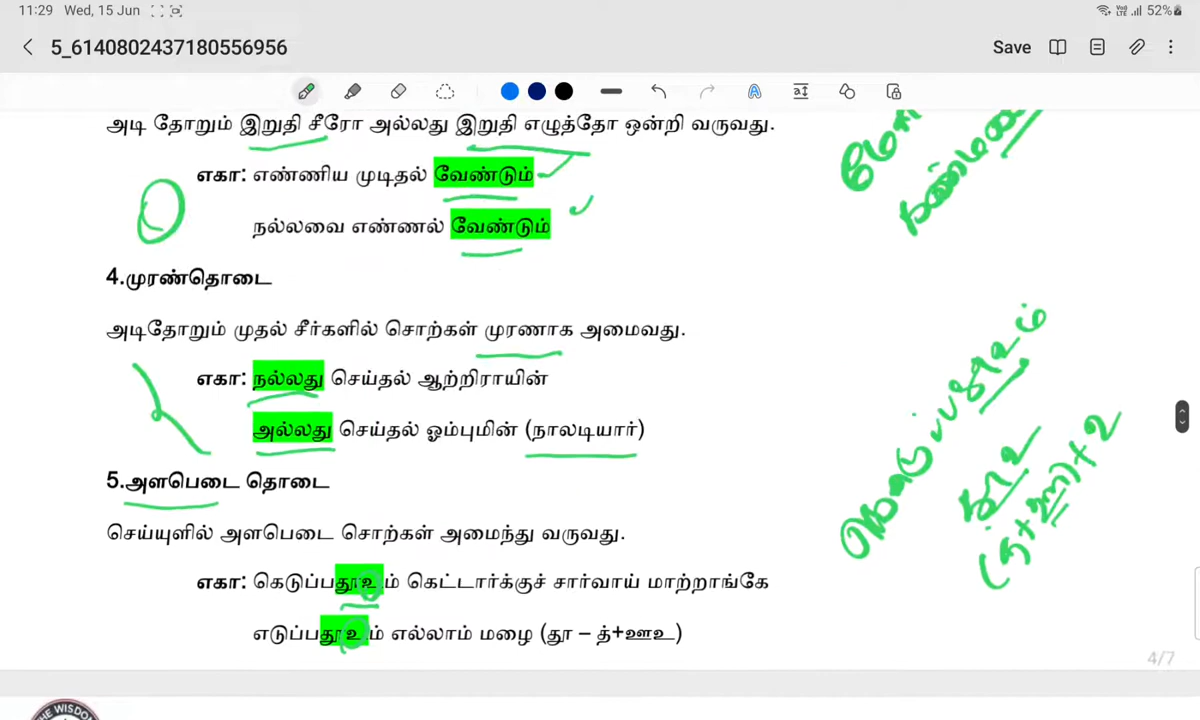 11:29 Wed, 15 Jun
52%
5_6140802437180556956
Save
அடி தோறும் இறுதி சீரோ அல்லது இறுதி எழுத்தோ ஒன்றி வருவது.
எகா: எண்ணிய முடிதல் வேண்டும்
நல்லவை எண்ணல் வேண்டும்
4.முரண்தொடை
அடிதோறும் முதல் சீர்களில் சொற்கள் முரணாக அமைவது.
எகா: நல்லது செய்தல் ஆற்றிராயின்
அல்லது செய்தல் ஓம்புமின் (நாலடியார்)
5.அளபெடை தொடை
செய்யுளில் அளபெடை சொற்கள் அமைந்து வருவது.
எகா: கெடுப்பதூஉம் கெட்டார்க்குச் சார்வாய் மாற்றாங்கே
எடுப்பதூஉம் எல்லாம் மழை (தூ – த்+ஊஉ)
(த்+ஊ)+உ
4/7
THE WISDOM